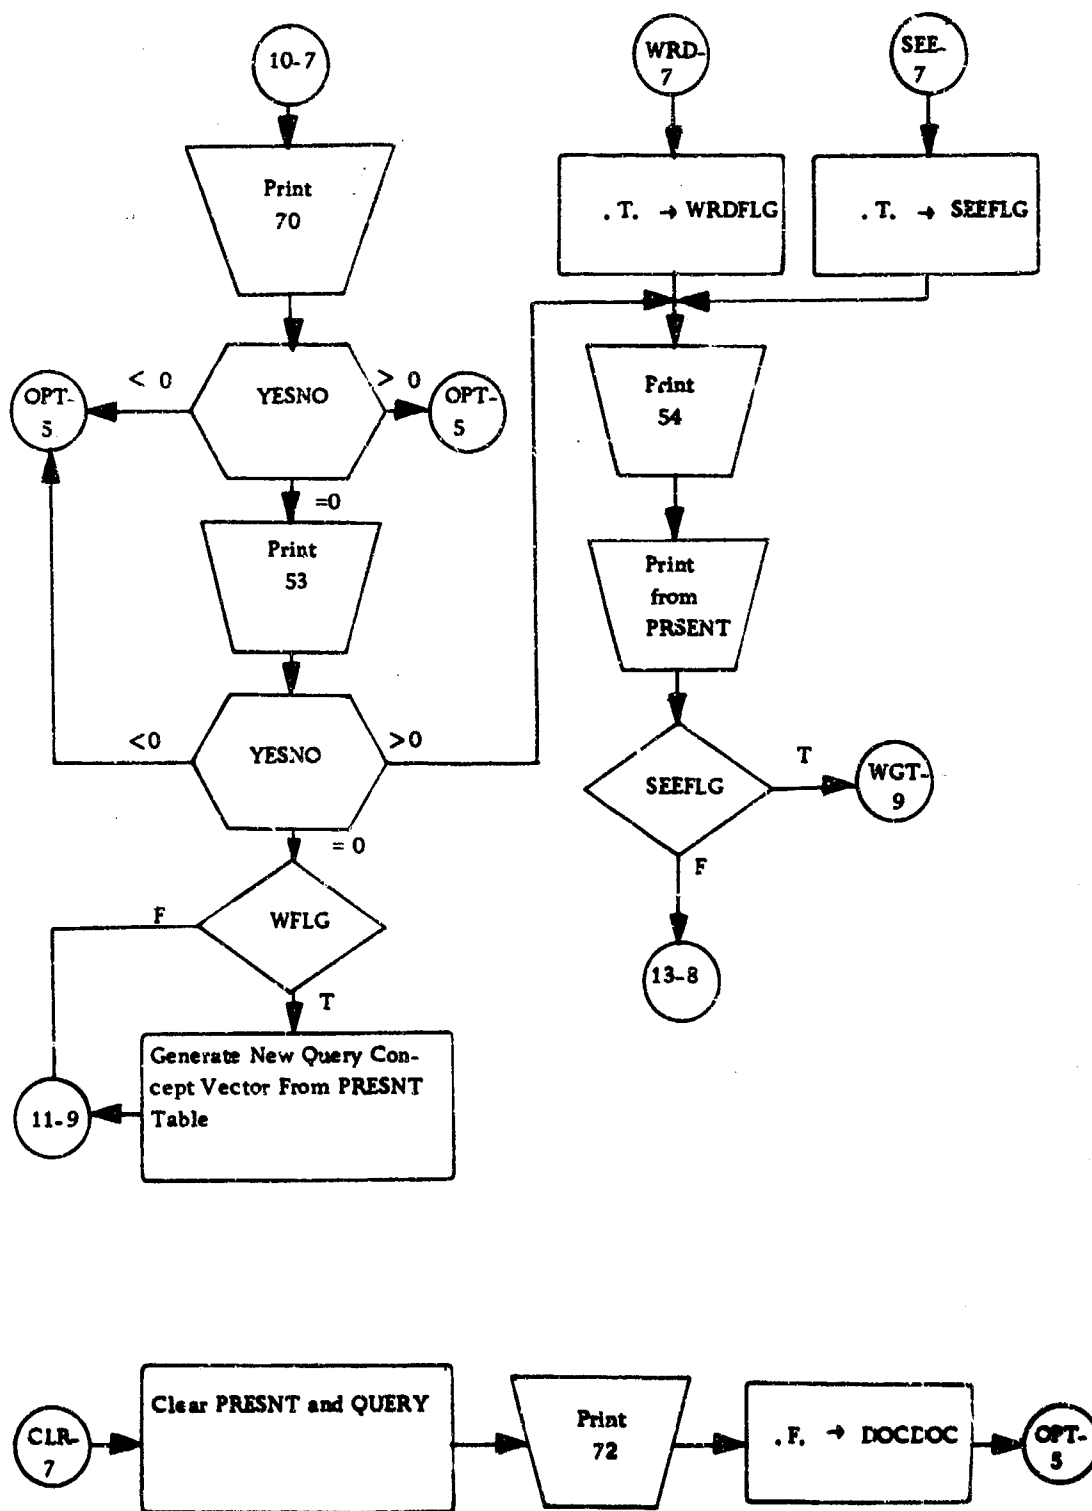 10-7
WRD-
7
SEE-
7
Print
70
. T. → WRDFLG
. T. → SEEFLG
< 0
YESNO
> 0
OPT-
5
OPT-
5
Print
54
=0
Print
53
Print
from
PRSENT
<0
YESNO
>0
SEEFLG
T
WGT-
9
= 0
F
F
WFLG
13-8
T
Generate New Query Con-
cept Vector From PRESNT
Table
11-9
Clear PRESNT and QUERY
CLR-
7
Print
72
. F. → DOCDOC
OPT-
5